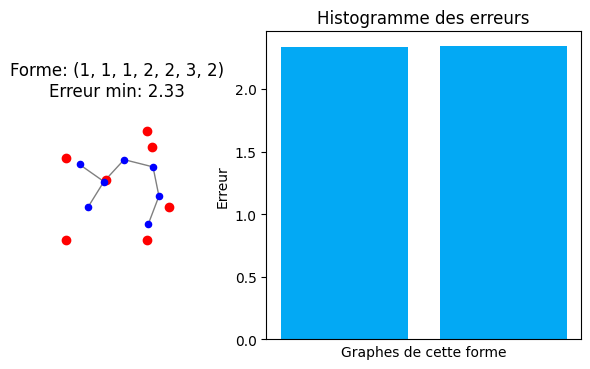 Forme: (1, 1, 1, 2, 2, 3, 2)
Erreur min: 2.33
Histogramme des erreurs
Erreur
2.0
1.5
1.0
0.5
0.0
Graphes de cette forme